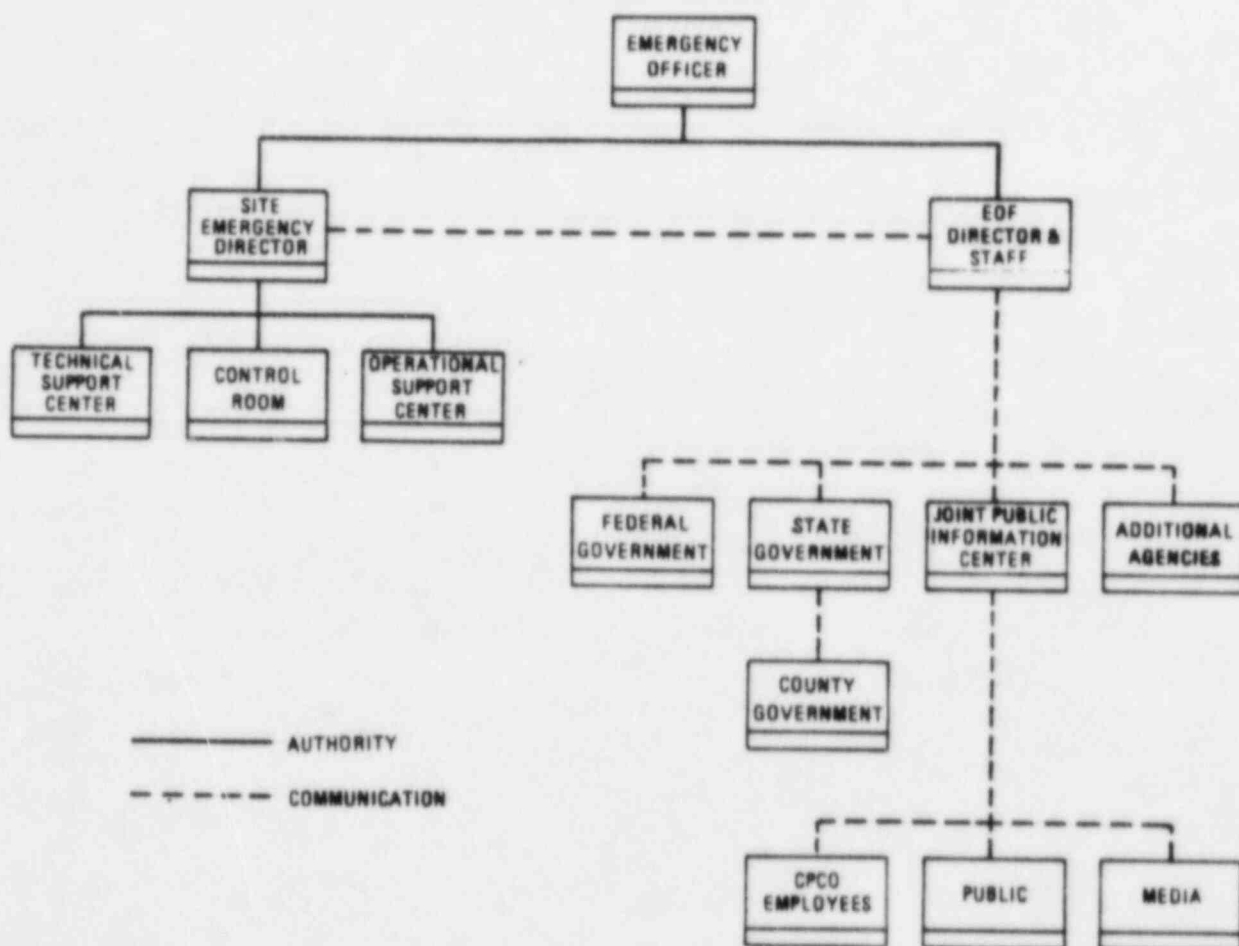 EMERGENCY
OFFICER
SITE
EMERGENCY
DIRECTOR
EOF
DIRECTOR &
STAFF
TECHNICAL
SUPPORT
CENTER
CONTROL
ROOM
OPERATIONAL
SUPPORT
CENTER
FEDERAL
GOVERNMENT
STATE
GOVERNMENT
JOINT PUBLIC
INFORMATION
CENTER
ADDITIONAL
AGENCIES
COUNTY
GOVERNMENT
AUTHORITY
COMMUNICATION
CPCO
EMPLOYEES
PUBLIC
MEDIA